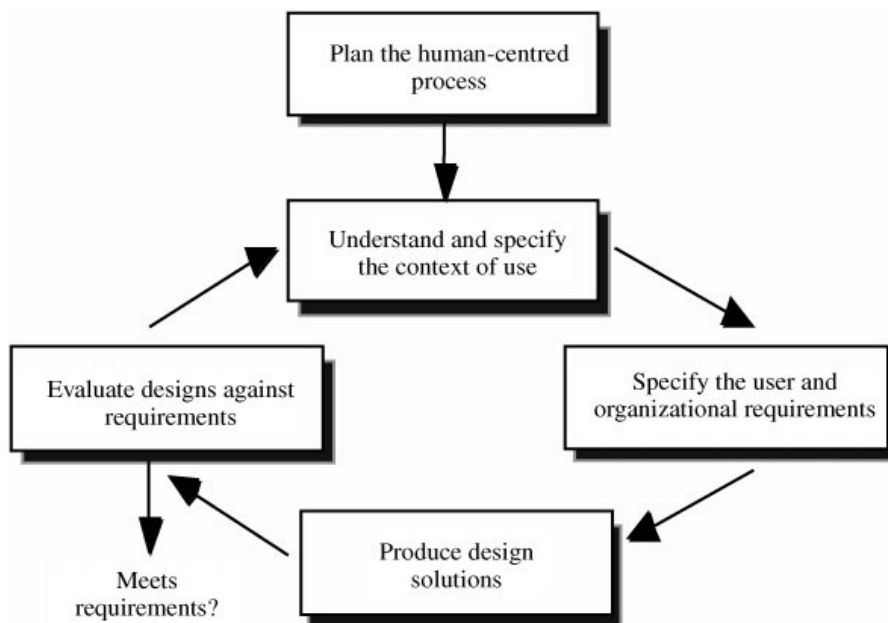 Plan the human-centred
process
Understand and specify
the context of use
Evaluate designs against
requirements
Specify the user and
organizational requirements
Produce design
solutions
Meets
requirements?